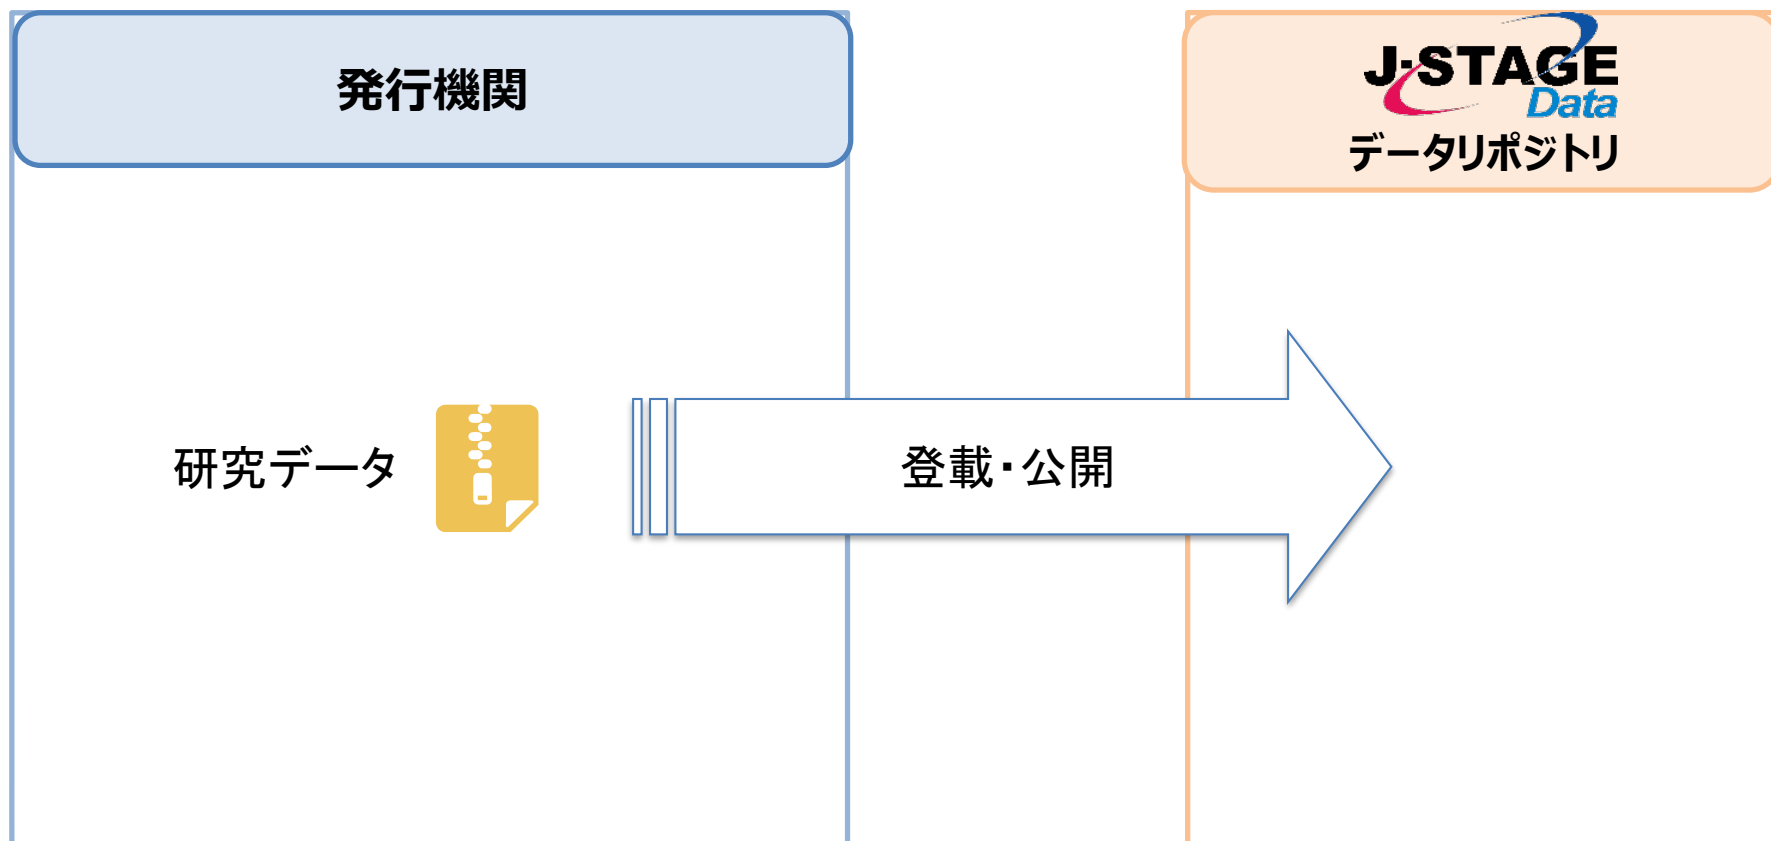 発行機関
J-STAGE
Data
データリポジトリ
研究データ
登載・公開